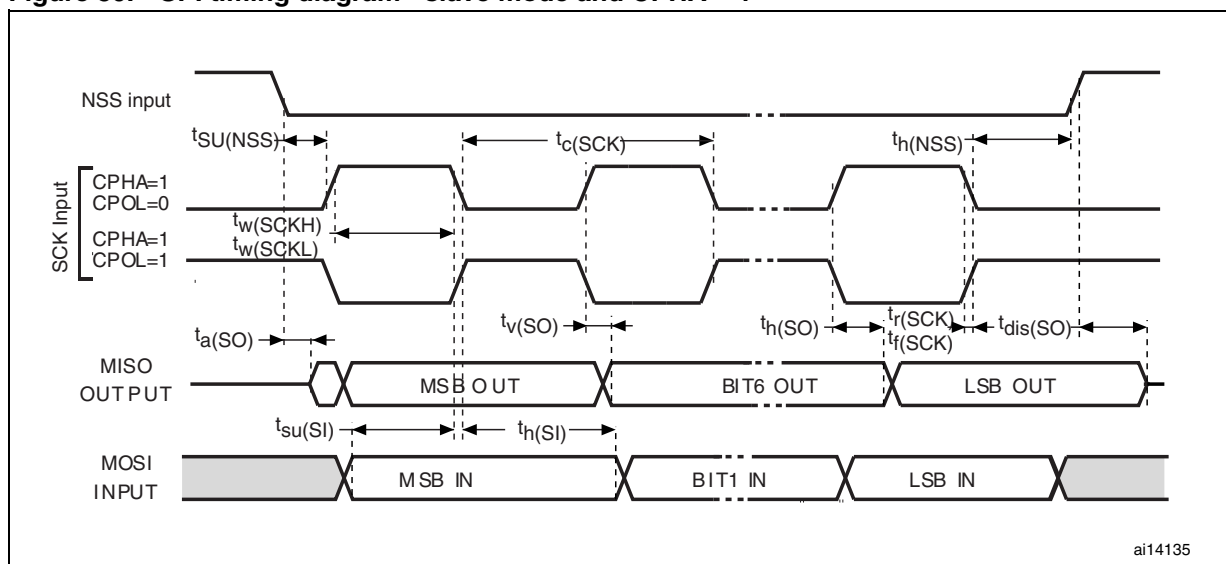 NSS input
tSU(NSS)
tc(SCK)
th(NSS)
SCK Input
CPHA=1
CPOL=0
tw(SCKH)
tw(SCKL)
CPHA=1
CPOL=1
ta(SO)
tv(SO)
th(SO)
tr(SCK)
tf(SCK)
tdis(SO)
MISO
OUTPUT
MSB OUT
BIT6 OUT
LSB OUT
tsu(SI)
th(SI)
MOSI
INPUT
MSB IN
BIT1 IN
LSB IN
ai14135